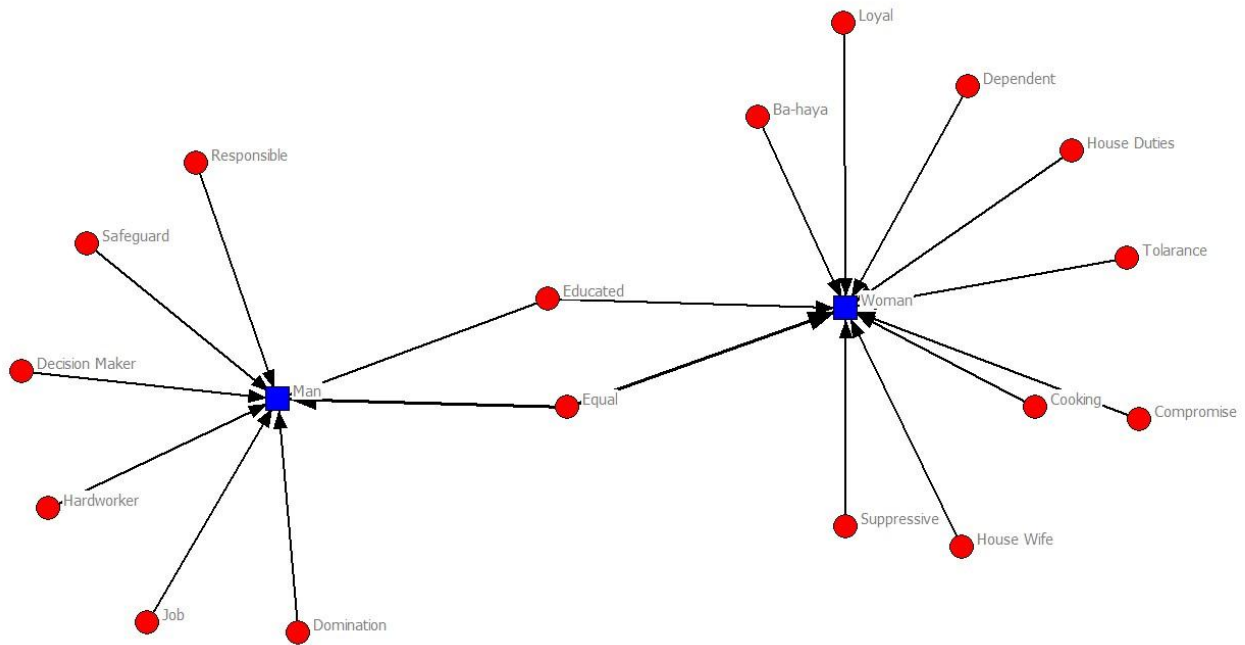 Loyal
Dependent
Ba-haya
House Duties
Responsible
Safeguard
Tolarance
Educated
Woman
Decision Maker
Man
Equal
Cooking
Compromise
Hardworker
Suppressive
House Wife
Job
Domination